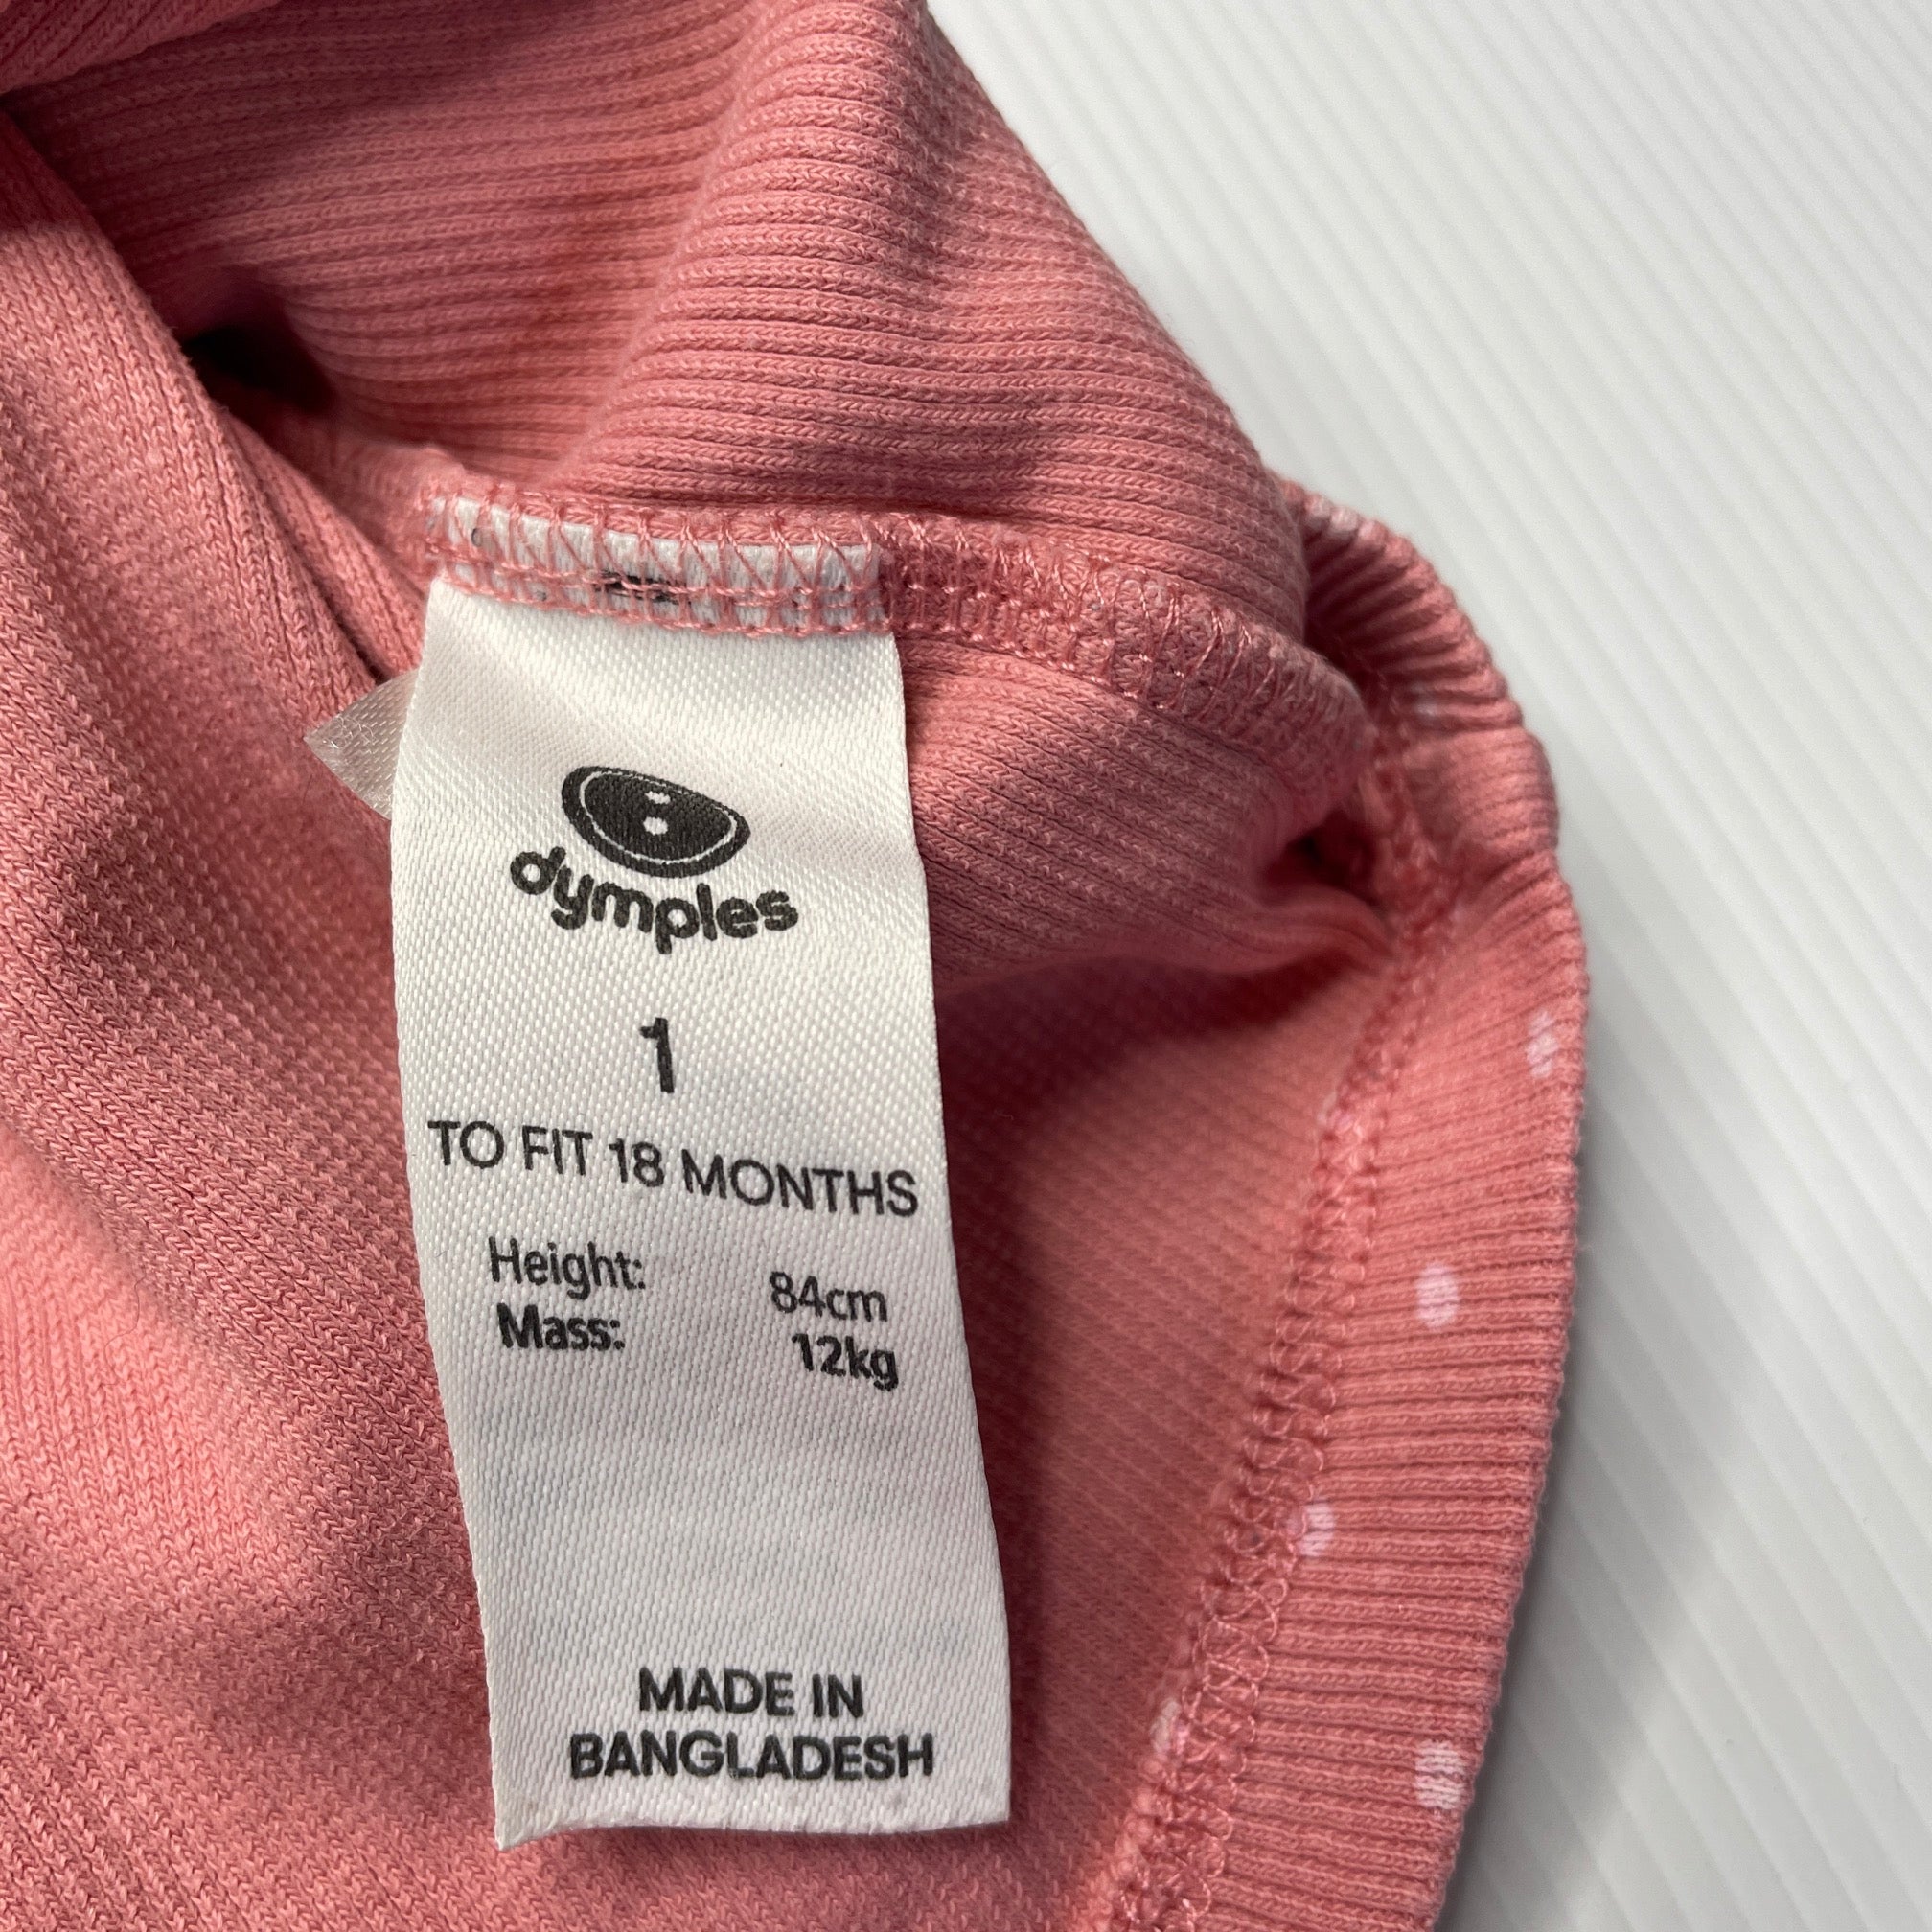 dymples
1
TO FIT 18 MONTHS
Height: 84cm
Mass: 12kg
MADE IN
BANGLADESH